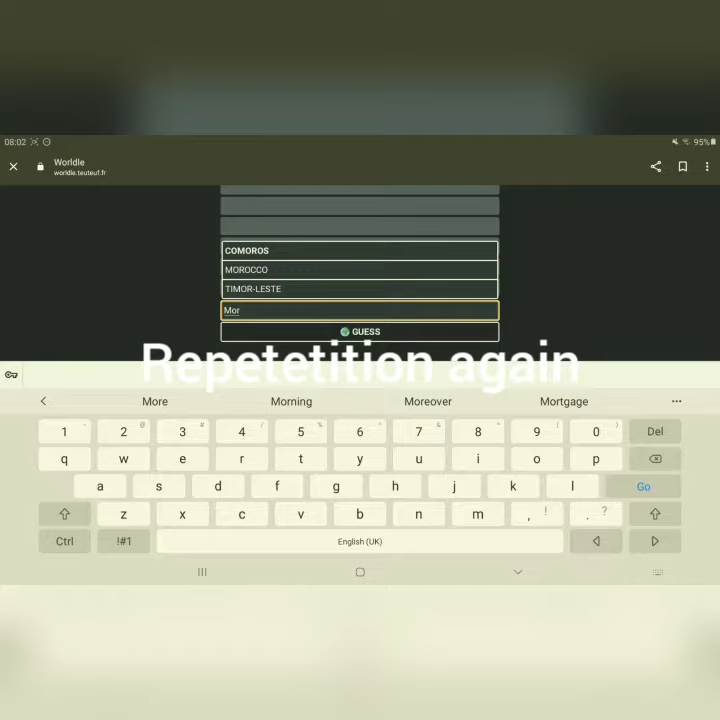 08:02
95%
Worldle
worldle.teuteuf.fr
COMOROS
MOROCCO
TIMOR-LESTE
Mor
GUESS
Repetetition again
More Morning Moreover Mortgage ...
1 2 @ 3 # 4 / 5 % 6 ^ 7 & 8 * 9 ( 0 ) Del
q w e r t y u i o p
a s d f g h j k l Go
z x c v b n m , ! . ?
Ctrl !#1 English (UK)